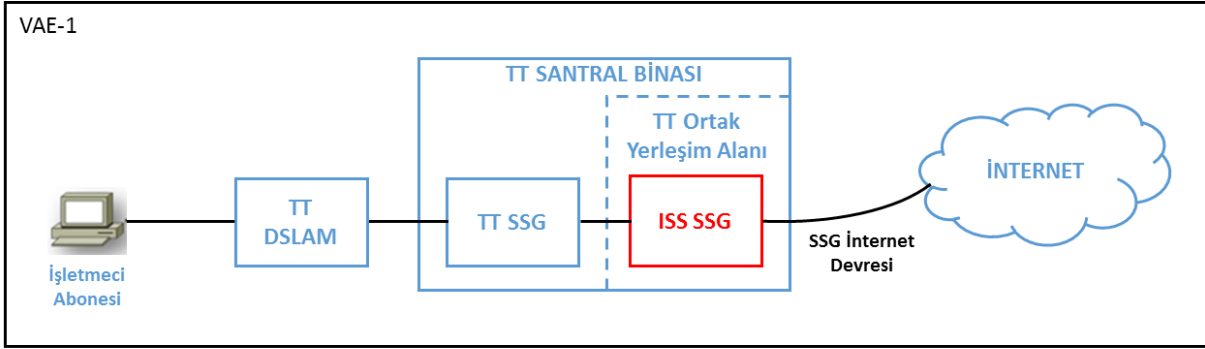 VAE-1
TT SANTRAL BİNASI
TT Ortak
Yerleşim Alanı
İNTERNET
TT
DSLAM
TT SSG
ISS SSG
SSG İnternet
Devresi
İşletmeci
Abonesi